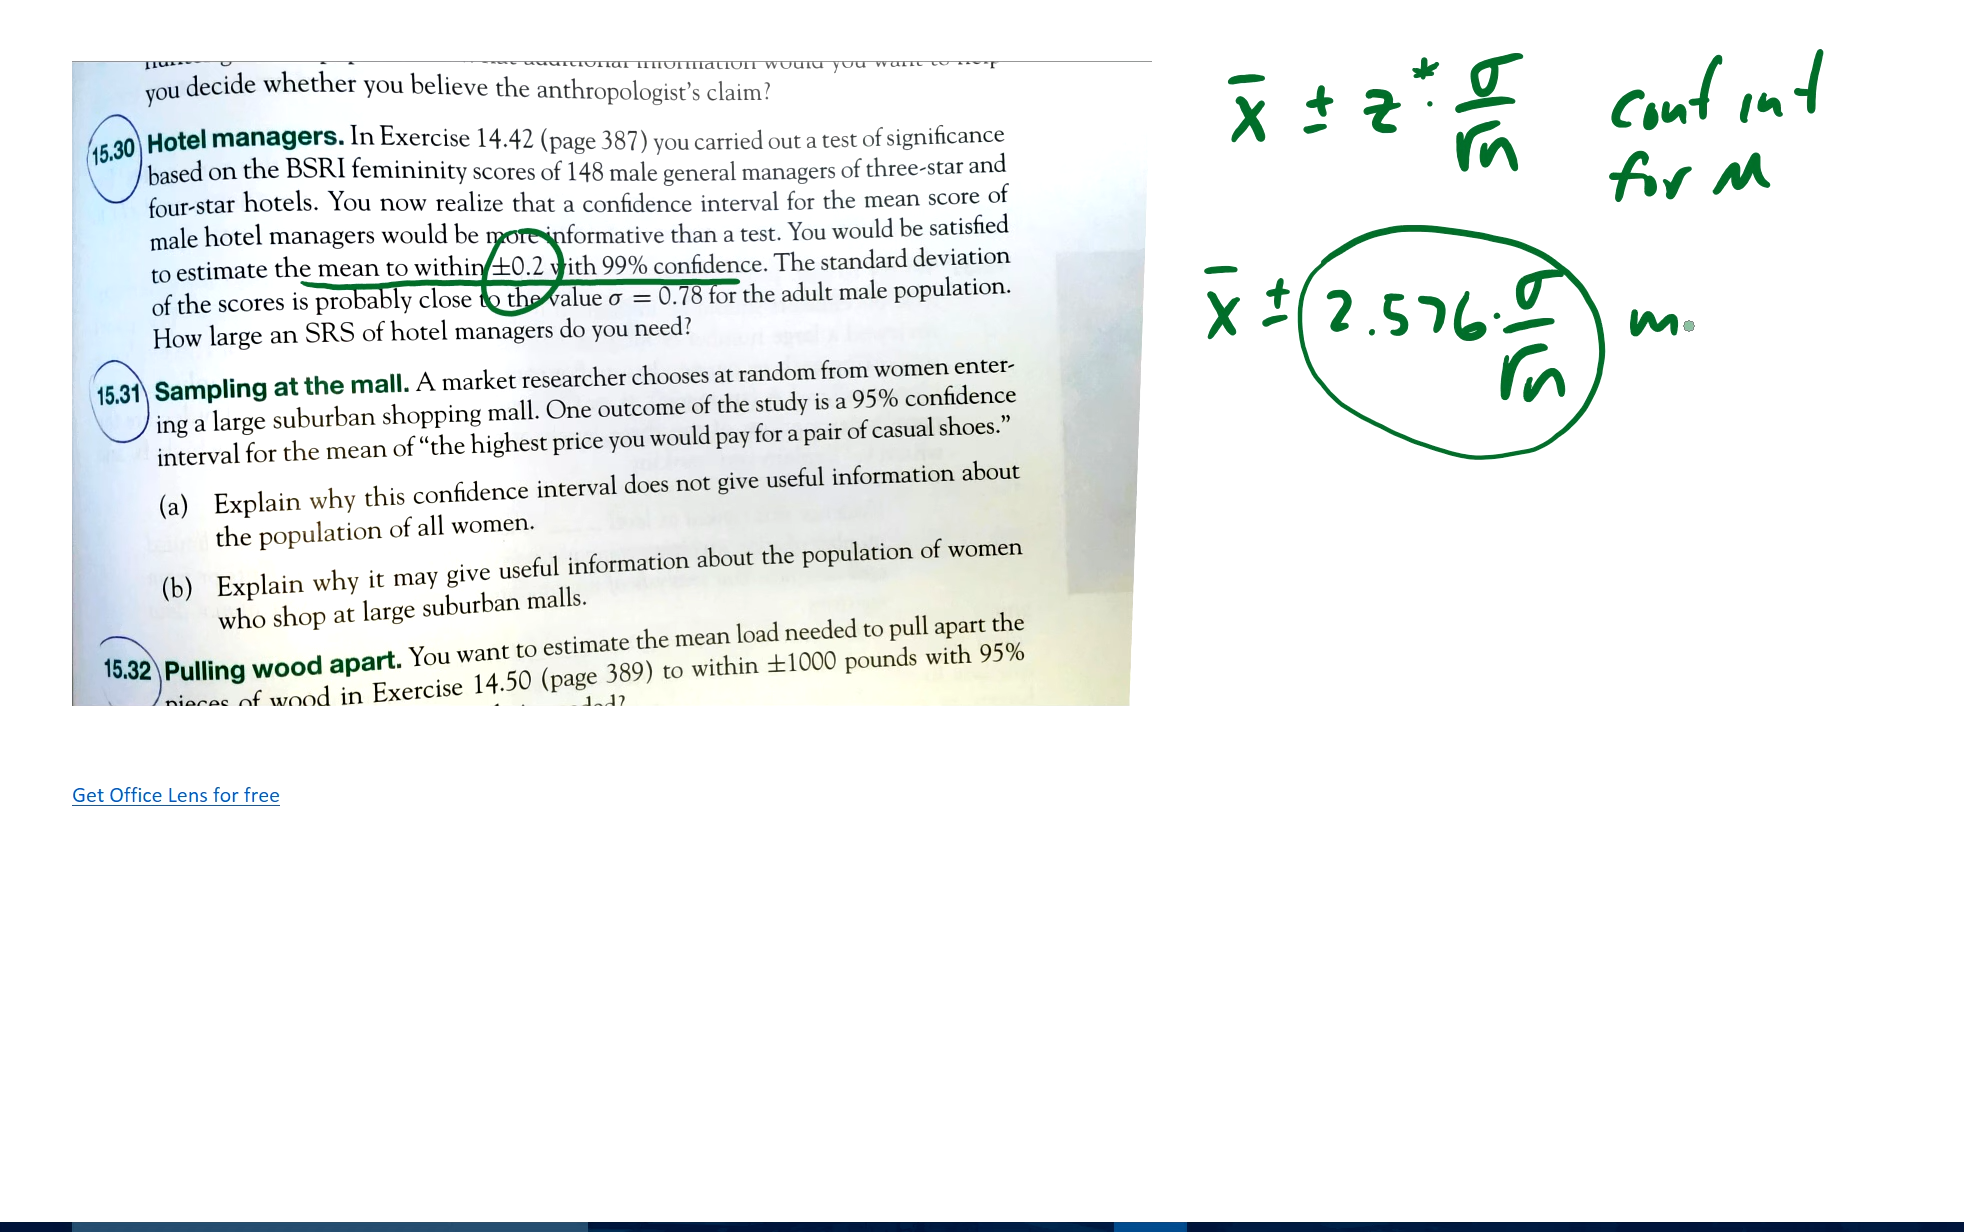 you decide whether you believe the anthropologist's claim?
15.30 Hotel managers. In Exercise 14.42 (page 387) you carried out a test of significance
based on the BSRI femininity scores of 148 male general managers of three-star and
four-star hotels. You now realize that a confidence interval for the mean score of
male hotel managers would be more informative than a test. You would be satisfied
to estimate the mean to within ±0.2 with 99% confidence. The standard deviation
of the scores is probably close to the value σ = 0.78 for the adult male population.
How large an SRS of hotel managers do you need?
15.31 Sampling at the mall. A market researcher chooses at random from women enter-
ing a large suburban shopping mall. One outcome of the study is a 95% confidence
interval for the mean of “the highest price you would pay for a pair of casual shoes.”
(a) Explain why this confidence interval does not give useful information about
the population of all women.
(b) Explain why it may give useful information about the population of women
who shop at large suburban malls.
15.32 Pulling wood apart. You want to estimate the mean load needed to pull apart the
pieces of wood in Exercise 14.50 (page 389) to within ±1000 pounds with 95%
Get Office Lens for free
x̄ ± z* · σ/√n conf int
for μ
x̄ ± 2.576 · σ/√n m